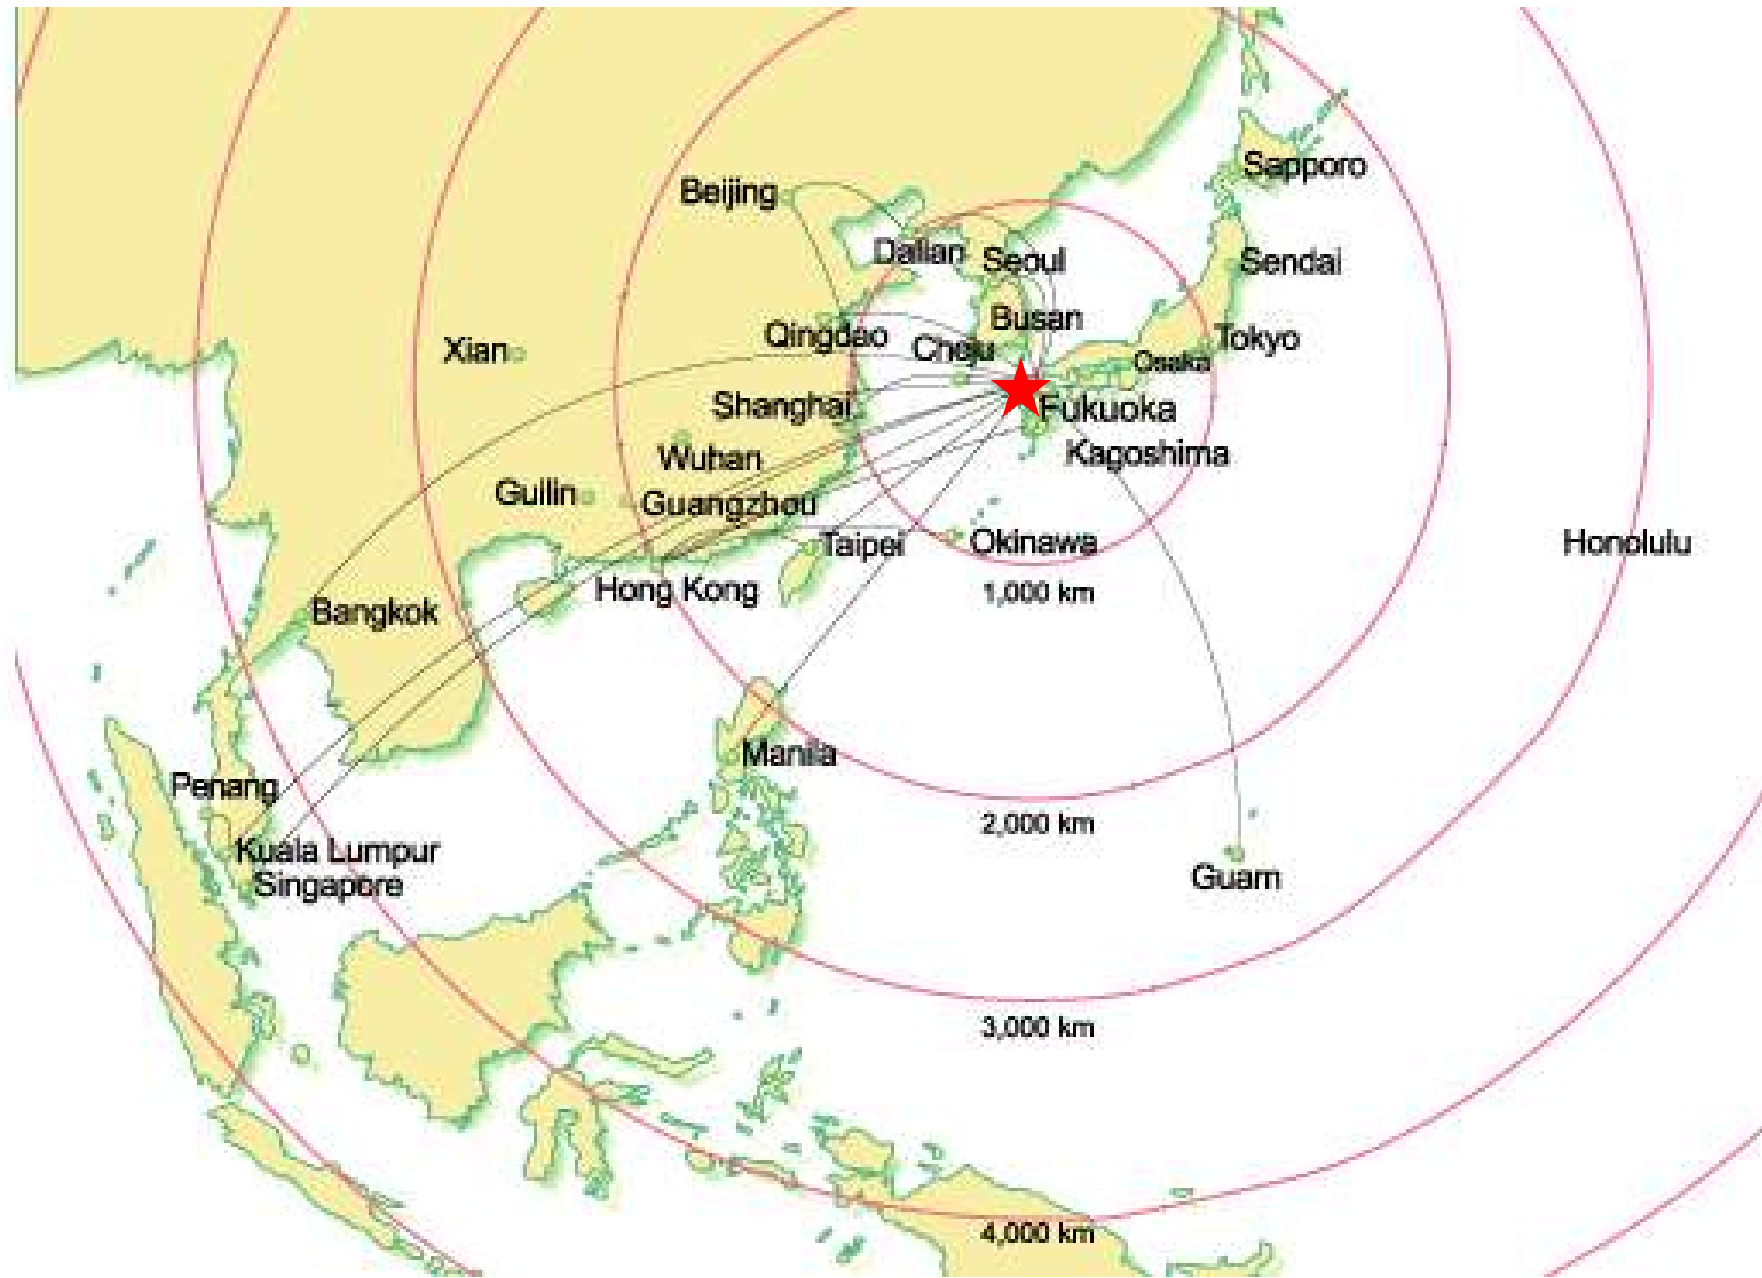 Sapporo
Beijing
Dalian
Seoul
Sendai
Busan
Qingdao
Tokyo
Xian
Cheju
Osaka
Shanghai
Fukuoka
Wuhan
Kagoshima
Guilin
Guangzhou
Taipei
Okinawa
Honolulu
Hong Kong
1,000 km
Bangkok
Manila
Penang
2,000 km
Kuala Lumpur
Guam
Singapore
3,000 km
4,000 km